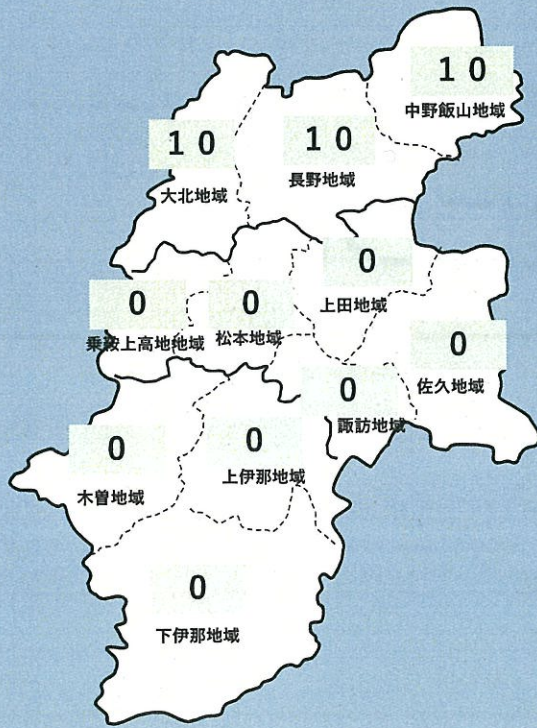 10
中野飯山地域
10
大北地域
10
長野地域
0
上田地域
0
乗鞍上高地地域
0
松本地域
0
佐久地域
0
諏訪地域
0
木曽地域
0
上伊那地域
0
下伊那地域